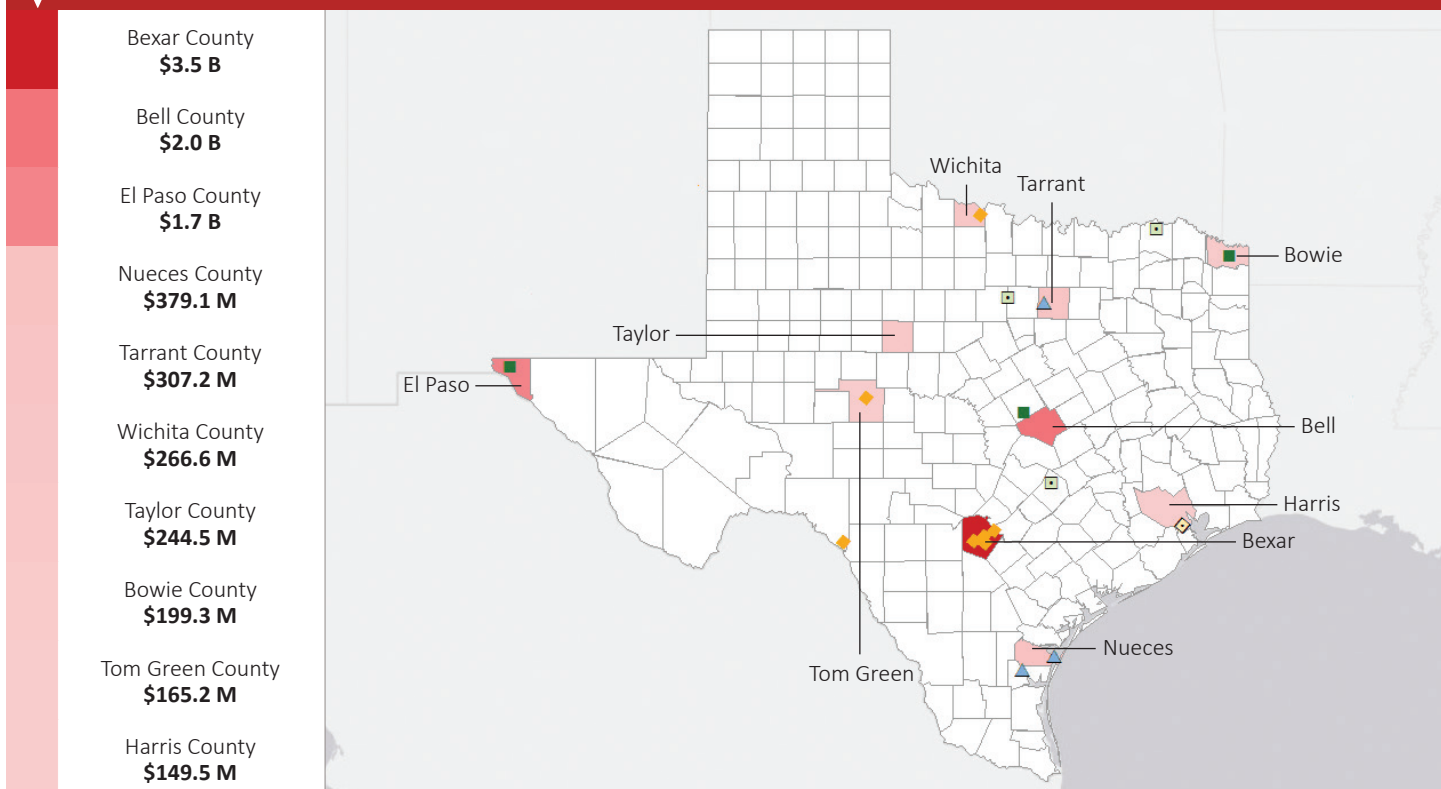 Bexar County
$3.5 B
Bell County
$2.0 B
El Paso County
$1.7 B
Nueces County
$379.1 M
Tarrant County
$307.2 M
Wichita County
$266.6 M
Taylor County
$244.5 M
Bowie County
$199.3 M
Tom Green County
$165.2 M
Harris County
$149.5 M
Wichita
Tarrant
Bowie
Taylor
El Paso
Bell
Harris
Bexar
Nueces
Tom Green